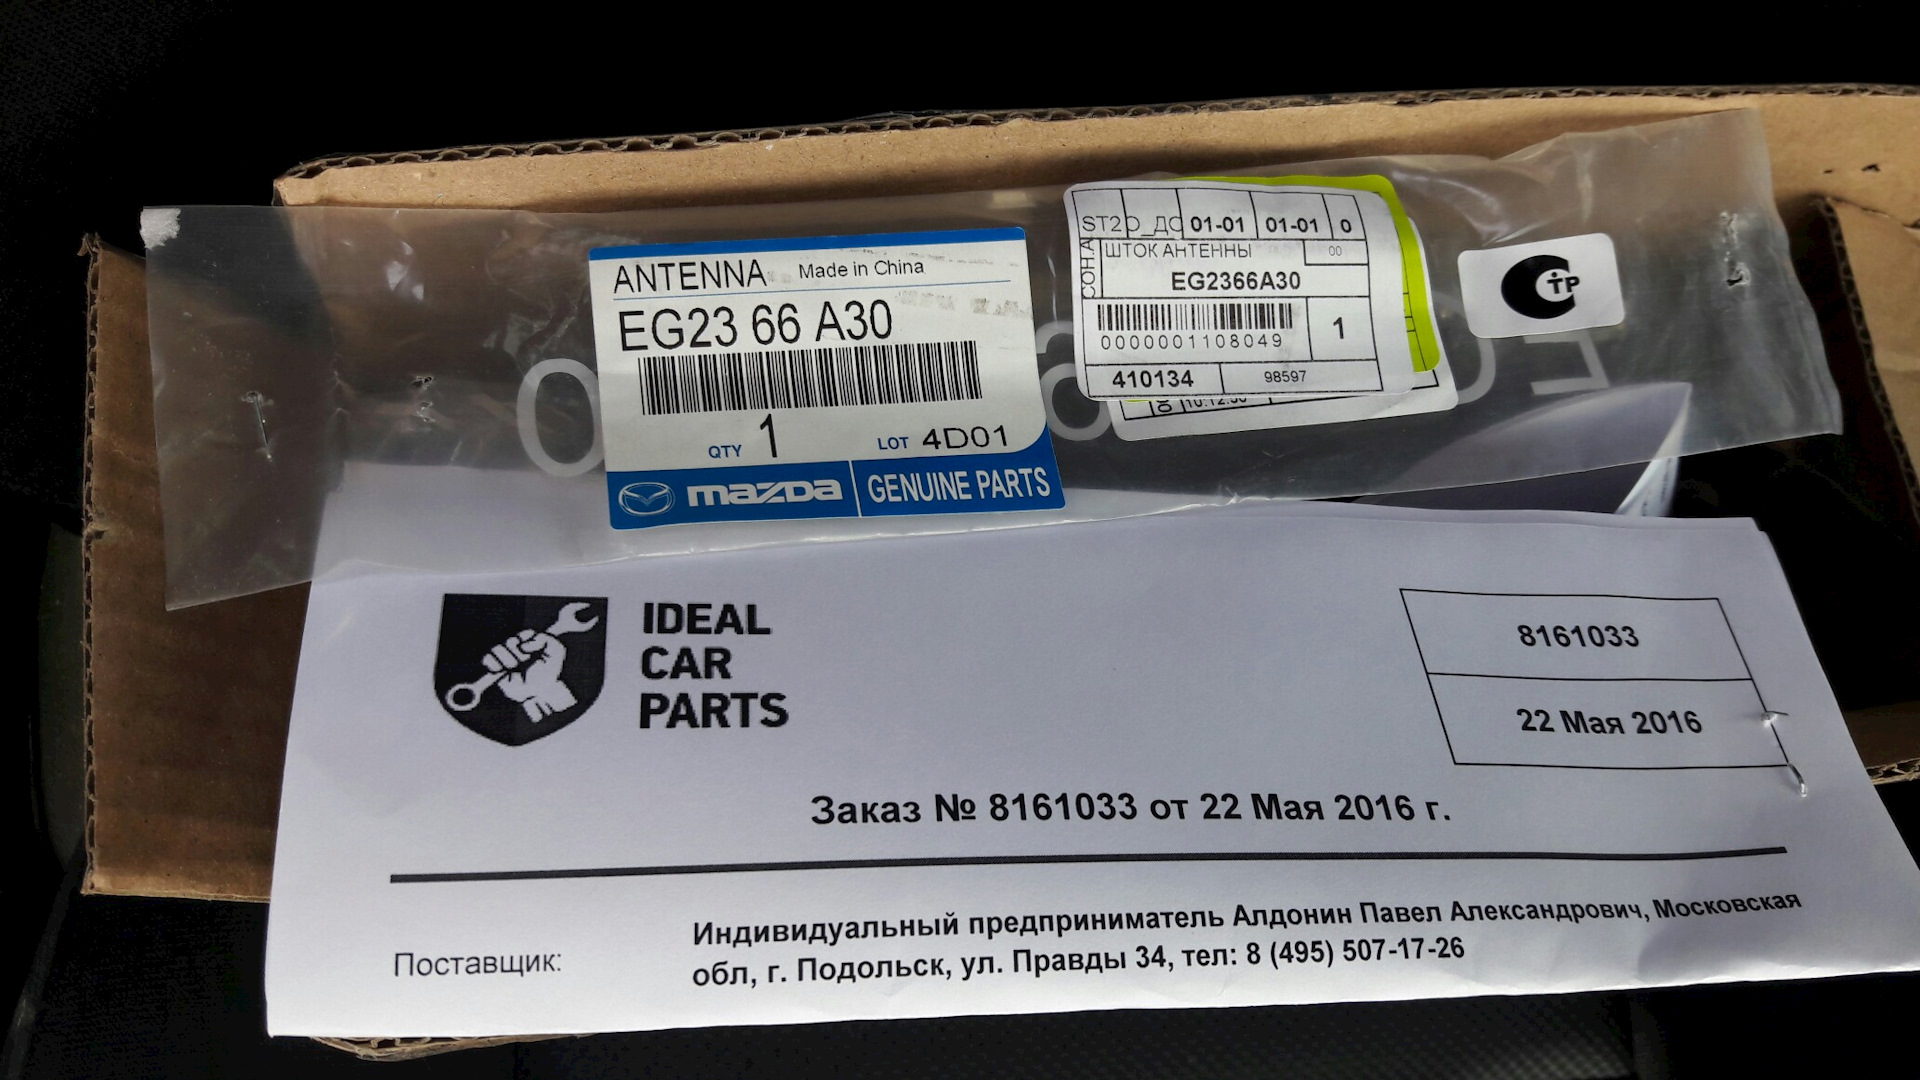 ANTENNA Made in China
EG23 66 A30
QTY 1 LOT 4D01
mazda GENUINE PARTS
ST2 01-01 01-01 0
ШТОК АНТЕННЫ 00
EG2366A30
0000001108049 1
410134 98597
СТР
IDEAL
CAR
PARTS
8161033
22 Мая 2016
Заказ № 8161033 от 22 Мая 2016 г.
Поставщик: Индивидуальный предприниматель Алдонин Павел Александрович, Московская
обл, г. Подольск, ул. Правды 34, тел: 8 (495) 507-17-26